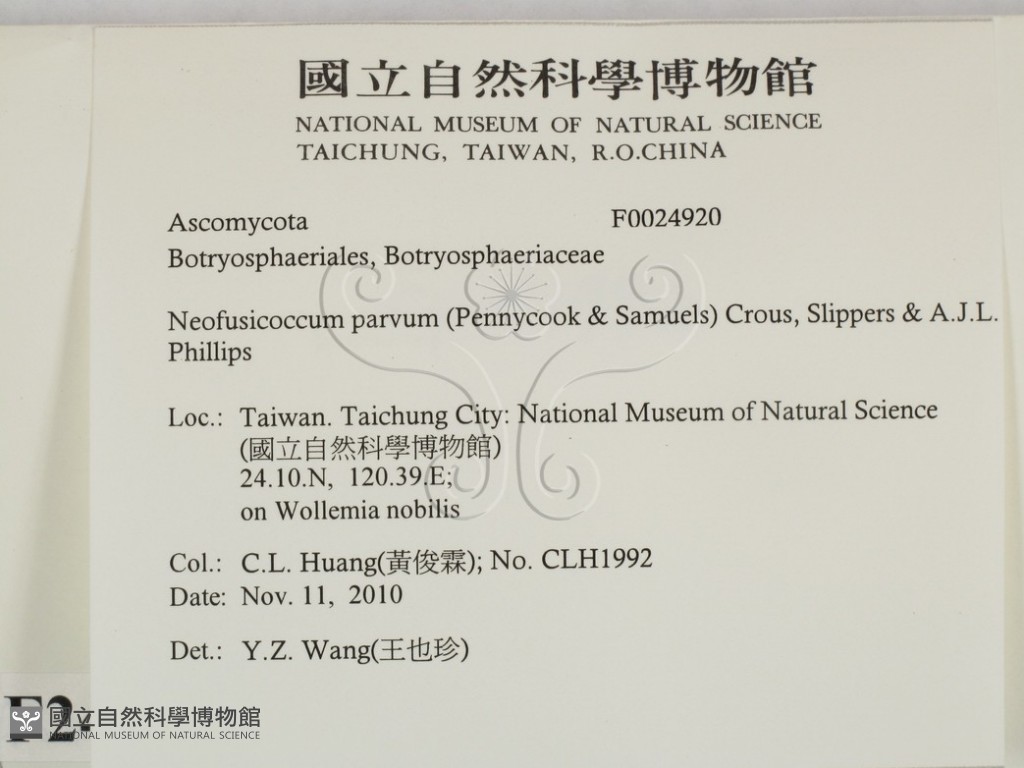 國立自然科學博物館
NATIONAL MUSEUM OF NATURAL SCIENCE
TAICHUNG, TAIWAN, R.O.CHINA
Ascomycota F0024920
Botryosphaeriales, Botryosphaeriaceae
Neofusicoccum parvum (Pennycook & Samuels) Crous, Slippers & A.J.L.
Phillips
Loc.: Taiwan. Taichung City: National Museum of Natural Science
(國立自然科學博物館)
24.10.N, 120.39.E;
on Wollemia nobilis
Col.: C.L. Huang(黃俊霖); No. CLH1992
Date: Nov. 11, 2010
Det.: Y.Z. Wang(王也珍)
F2
國立自然科學博物館
NATIONAL MUSEUM OF NATURAL SCIENCE